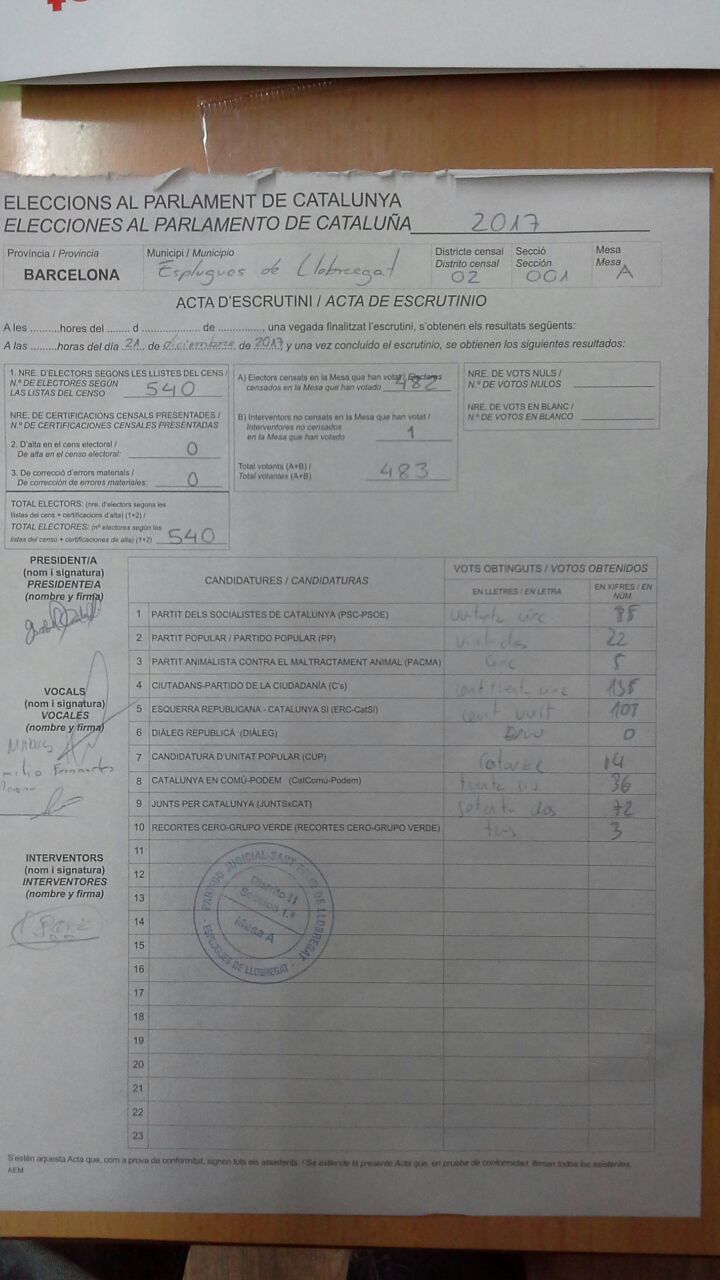 ELECCIONS AL PARLAMENT DE CATALUNYA
ELECCIONES AL PARLAMENTO DE CATALUÑA 2017
Província / Provincia
BARCELONA
Municipi / Municipio
Esplugues de Llobregat
Districte censal
Distrito censal
02
Secció
Sección
001
Mesa
Mesa
A
ACTA D'ESCRUTINI / ACTA DE ESCRUTINIO
A les .........hores del ........ d .................... de ................, una vegada finalitzat l'escrutini, s'obtenen els resultats següents:
A las .........horas del día 21 de diciembre de 2017 y una vez concluido el escrutinio, se obtienen los siguientes resultados:
1. NRE. D'ELECTORS SEGONS LES LLISTES DEL CENS /
N.º DE ELECTORES SEGÚN
LAS LISTAS DEL CENSO 540
NRE. DE CERTIFICACIONS CENSALS PRESENTADES /
N.º DE CERTIFICACIONES CENSALES PRESENTADAS
2. D'alta en el cens electoral /
De alta en el censo electoral: 0
3. De correcció d'errors materials /
De corrección de errores materiales: 0
TOTAL ELECTORS: (nre. d'electors segons les
llistes del cens + certificacions d'alta) (1+2) /
TOTAL ELECTORES: (nº electores según las
listas del censo + certificaciones de alta) (1+2) 540
A) Electors censats en la Mesa que han votat / Electores
censados en la Mesa que han votado 482
B) Interventors no censats en la Mesa que han votat /
Interventores no censados
en la Mesa que han votado 1
Total votants (A+B) /
Total votantes (A+B) 483
NRE. DE VOTS NULS /
N.º DE VOTOS NULOS
NRE. DE VOTS EN BLANC /
N.º DE VOTOS EN BLANCO
PRESIDENT/A
(nom i signatura)
PRESIDENTE/A
(nombre y firma)
VOCALS
(nom i signatura)
VOCALES
(nombre y firma)
INTERVENTORS
(nom i signatura)
INTERVENTORES
(nombre y firma)
CANDIDATURES / CANDIDATURAS
VOTS OBTINGUTS / VOTOS OBTENIDOS
EN LLETRES / EN LETRA
EN XIFRES / EN NÚM.
1 PARTIT DELS SOCIALISTES DE CATALUNYA (PSC-PSOE) vuitanta cinc 85
2 PARTIT POPULAR / PARTIDO POPULAR (PP) vint dos 22
3 PARTIT ANIMALISTA CONTRA EL MALTRACTAMENT ANIMAL (PACMA) Cinc 5
4 CIUTADANS-PARTIDO DE LA CIUDADANÍA (C's) cent trenta cinc 135
5 ESQUERRA REPUBLICANA - CATALUNYA SI (ERC-CatSí) cent vuit 108
6 DIÀLEG REPUBLICÀ (DIÀLEG) 0
7 CANDIDATURA D'UNITAT POPULAR (CUP) Catorze 14
8 CATALUNYA EN COMÚ-PODEM (CatComú-Podem) trenta sis 36
9 JUNTS PER CATALUNYA (JUNTSxCAT) setanta dos 72
10 RECORTES CERO-GRUPO VERDE (RECORTES CERO-GRUPO VERDE) tres 3
11
12
13
14
15
16
17
18
19
20
21
22
23
PARTIDO JUDICIAL-SANT FELIU DE LLOBREGAT
ESPLUGUES DE LLOBREGAT
Distrito II
Sección 1.ª
Mesa A
S'estén aquesta Acta que, com a prova de conformitat, signen tots els assistents. / Se extiende la presente Acta que, en prueba de conformidad, firman todos los asistentes.
AEM